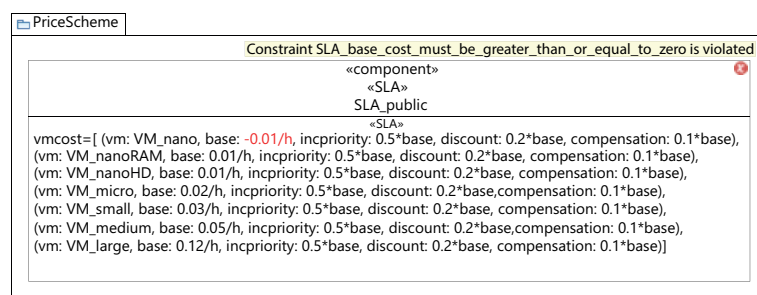 PriceScheme
Constraint SLA_base_cost_must_be_greater_than_or_equal_to_zero is violated
«component»
«SLA»
SLA_public
«SLA»
vmcost=[ (vm: VM_nano, base: -0.01/h, incpriority: 0.5*base, discount: 0.2*base, compensation: 0.1*base),
(vm: VM_nanoRAM, base: 0.01/h, incpriority: 0.5*base, discount: 0.2*base, compensation: 0.1*base),
(vm: VM_nanoHD, base: 0.01/h, incpriority: 0.5*base, discount: 0.2*base, compensation: 0.1*base),
(vm: VM_micro, base: 0.02/h, incpriority: 0.5*base, discount: 0.2*base,compensation: 0.1*base),
(vm: VM_small, base: 0.03/h, incpriority: 0.5*base, discount: 0.2*base, compensation: 0.1*base),
(vm: VM_medium, base: 0.05/h, incpriority: 0.5*base, discount: 0.2*base,compensation: 0.1*base),
(vm: VM_large, base: 0.12/h, incpriority: 0.5*base, discount: 0.2*base, compensation: 0.1*base)]